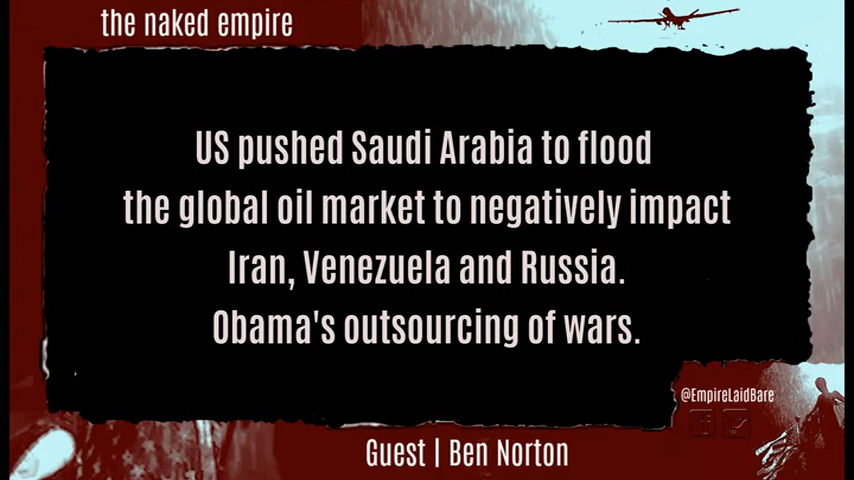 the naked empire
US pushed Saudi Arabia to flood
the global oil market to negatively impact
Iran, Venezuela and Russia.
Obama's outsourcing of wars.
@EmpireLaidBare
Guest | Ben Norton